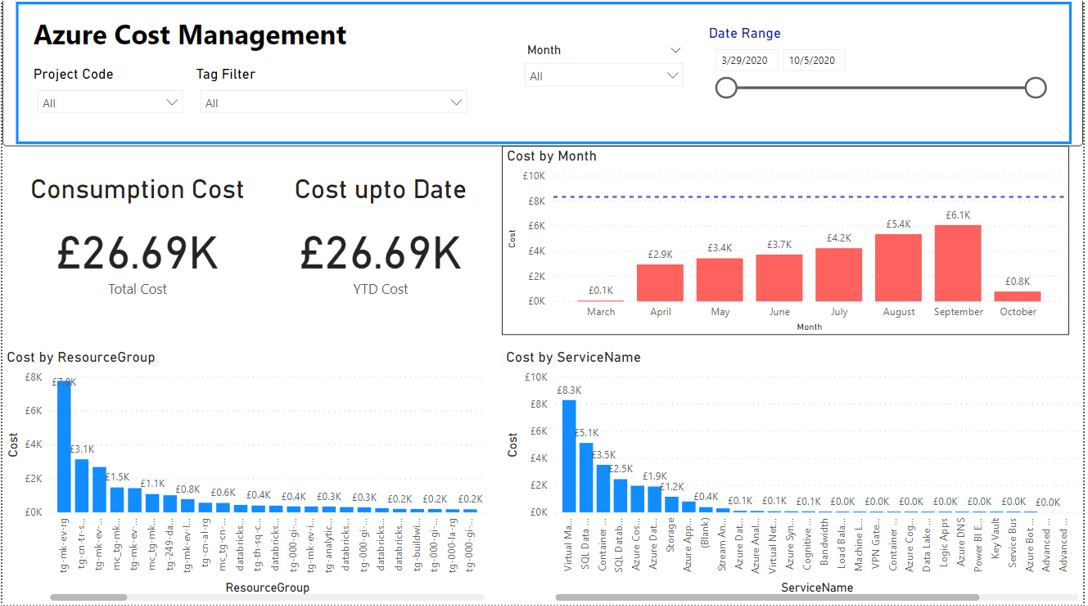 Azure Cost Management
Project Code
Tag Filter
Month
Date Range
All
All
All
3/29/2020
10/5/2020
Consumption Cost
£26.69K
Total Cost
Cost upto Date
£26.69K
YTD Cost
Cost by Month
Cost
£10K
£8K
£6K
£4K
£2K
£0K
£0.1K
£2.9K
£3.4K
£3.7K
£4.2K
£5.4K
£6.1K
£0.8K
March
April
May
June
July
August
September
October
Month
Cost by ResourceGroup
Cost
£8K
£6K
£4K
£2K
£0K
£3.1K
£1.5K
£1.1K
£0.8K
£0.6K
£0.4K
£0.4K
£0.3K
£0.3K
£0.2K
£0.2K
£0.2K
tg-mk-ev-rg
tg-cn-tr-s...
tg-mk-ev-...
mc_tg-mk...
tg-mk-ev-...
mc_tg-mk...
tg-249-da...
tg-mk-ev-l...
tg-cn-al-rg
mc_tg-cn-...
databricks...
tg-th-sq-c...
databricks...
tg-000-gi-...
tg-mk-ev-i...
tg-analytic...
databricks...
tg-000-gi-...
databricks...
databricks...
tg-buildwi...
tg-000-gi-...
tg-000-la-rg
tg-000-gi-...
ResourceGroup
Cost by ServiceName
Cost
£10K
£8K
£6K
£4K
£2K
£0K
£8.3K
£5.1K
£3.5K
£2.5K
£1.9K
£1.2K
£0.4K
£0.1K
£0.1K
£0.1K
£0.0K
£0.0K
£0.0K
£0.0K
£0.0K
£0.0K
£0.0K
Virtual Ma...
SQL Data ...
Container ...
SQL Datab...
Azure Cos...
Azure Dat...
Storage
Azure App...
(Blank)
Stream An...
Azure Dat...
Azure Anal...
Virtual Net...
Azure Syn...
Cognitive ...
Bandwidth
Load Bala...
Machine L...
VPN Gate...
Container ...
Azure Cog...
Data Lake ...
Logic Apps
Azure DNS
Power BI E...
Key Vault
Service Bus
Azure Bot ...
Advanced ...
Advanced ...
ServiceName